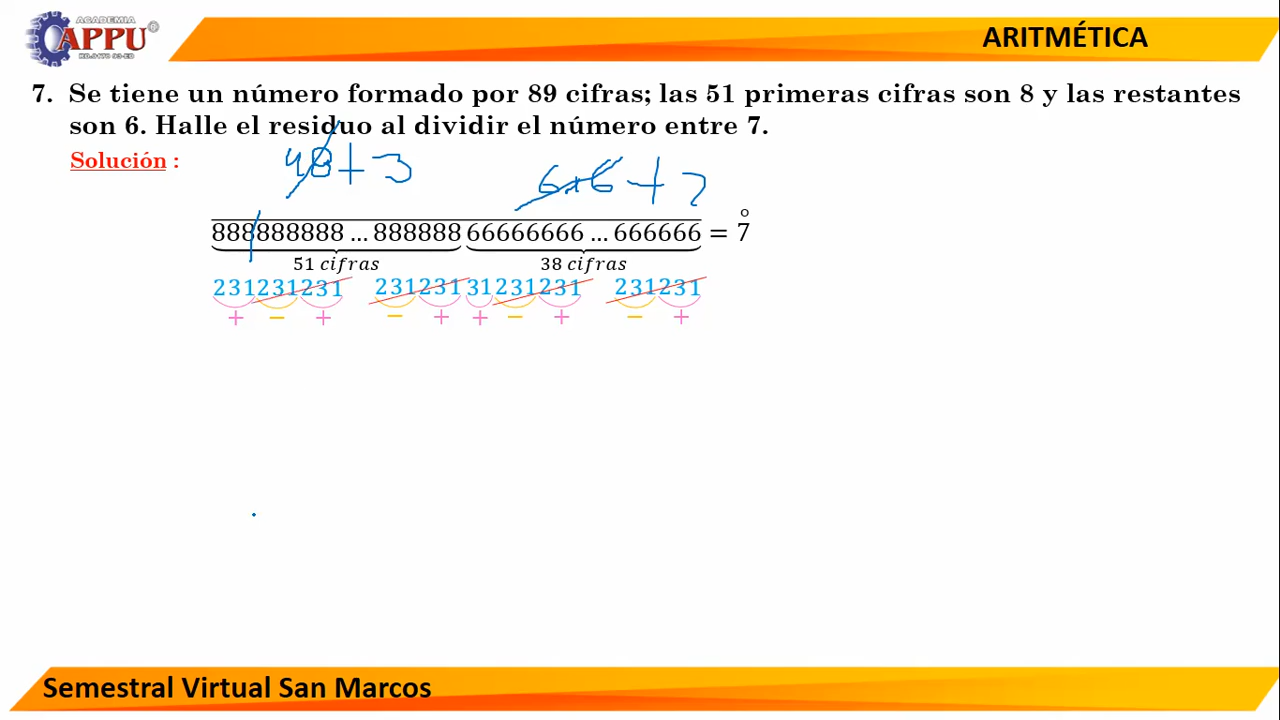 ACADEMIA
APPU®
ARITMÉTICA
7. Se tiene un número formado por 89 cifras; las 51 primeras cifras son 8 y las restantes
son 6. Halle el residuo al dividir el número entre 7.
Solución :
48+3 6×6+2
888888888 ... 888888 66666666 ... 666666 = 7°
51 cifras 38 cifras
231231231 231231 31231231 231231
+ − + − + + − + − +
Semestral Virtual San Marcos